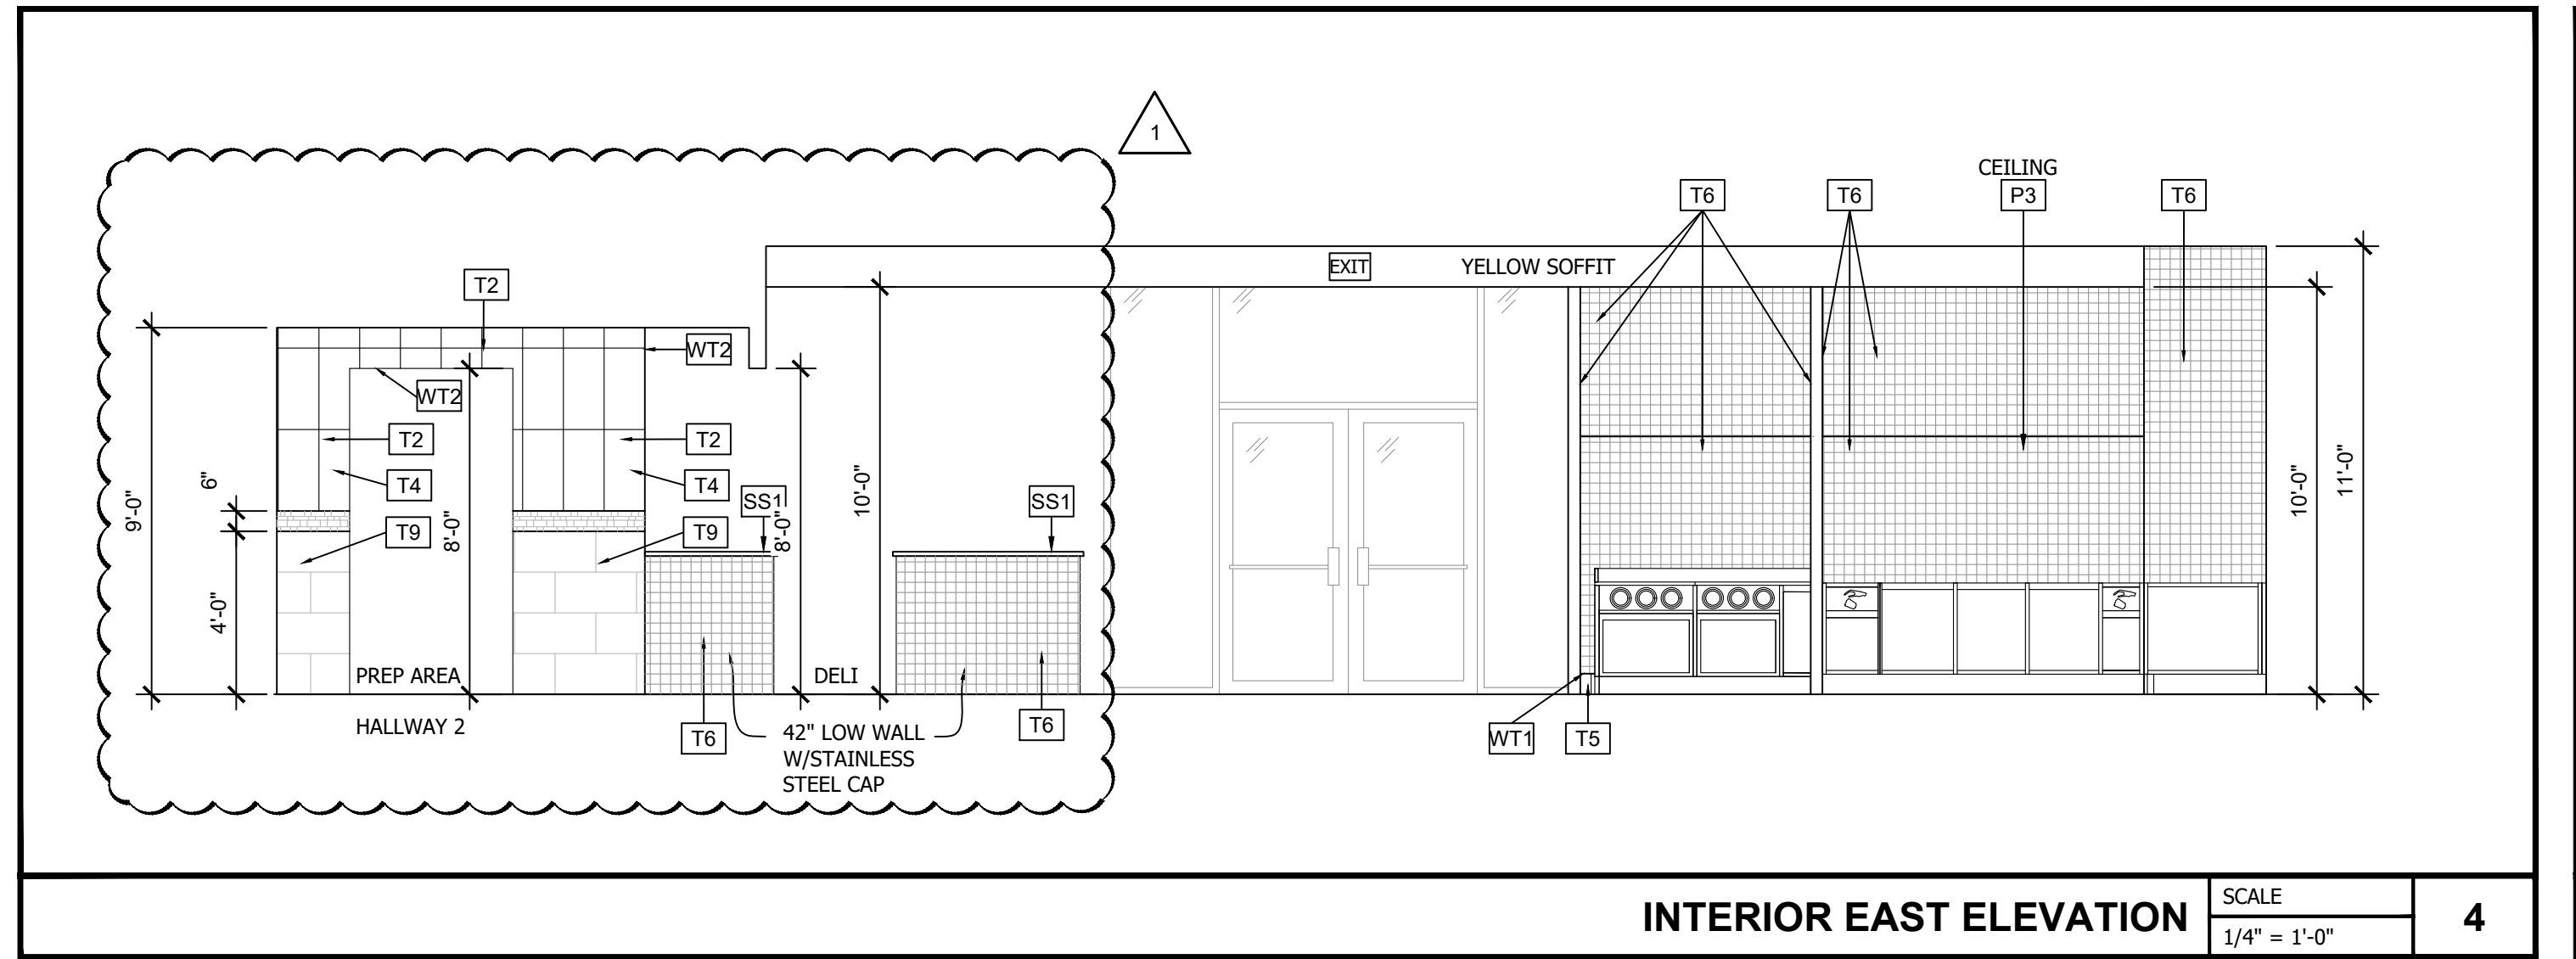 1
CEILING
T6
T6
P3
T6
T2
EXIT
YELLOW SOFFIT
WT2
WT2
T2
T2
T4
T4
6"
9'-0"
8'-0"
SS1
8'-0"
10'-0"
SS1
10'-0"
11'-0"
T9
T9
4'-0"
PREP AREA
DELI
HALLWAY 2
T6
42" LOW WALL
W/STAINLESS
STEEL CAP
T6
WT1
T5
INTERIOR EAST ELEVATION
SCALE
1/4" = 1'-0"
4